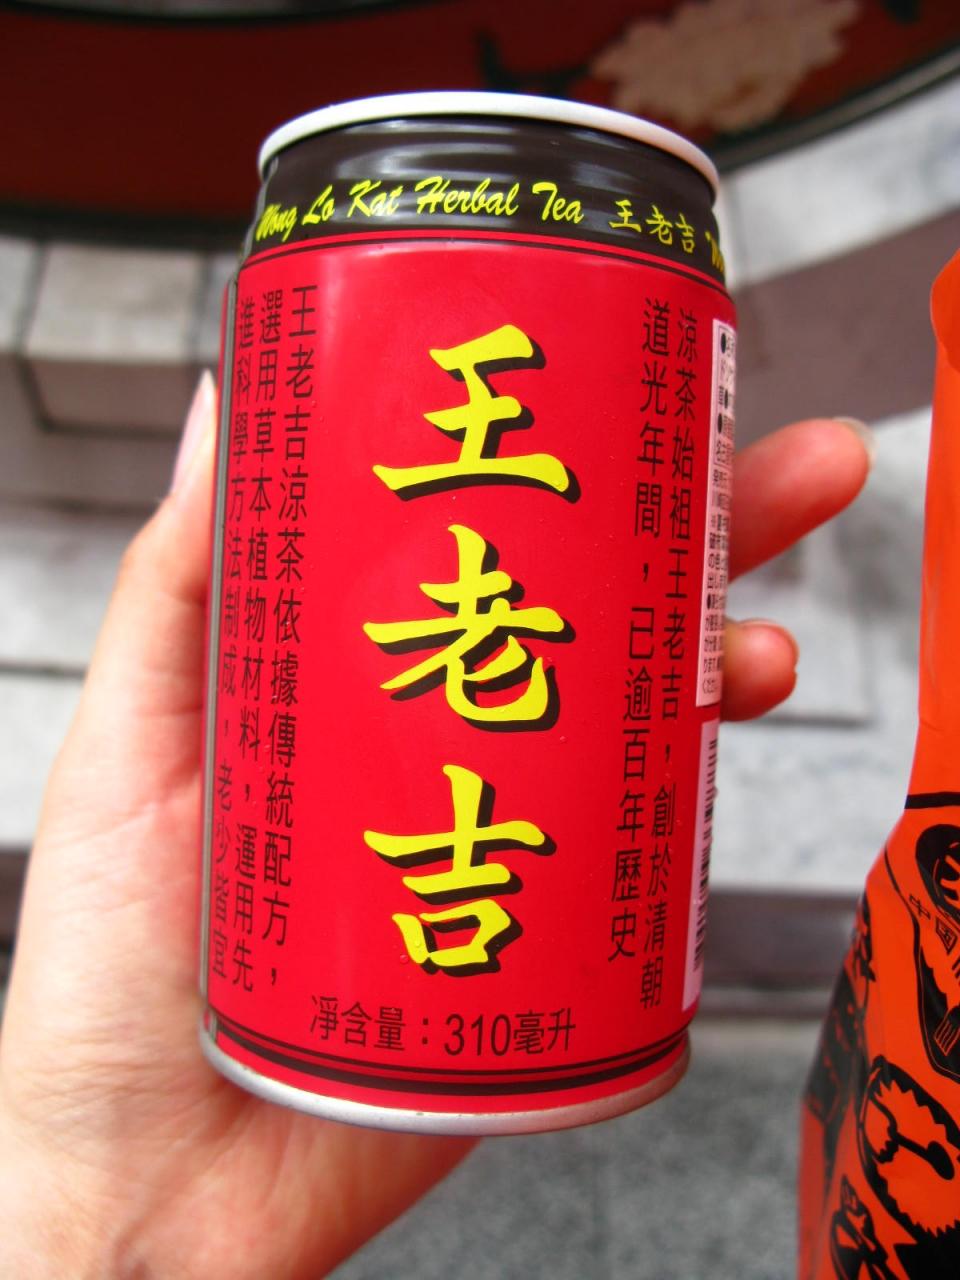 Wong Lo Kat Herbal Tea 王老吉
涼茶始祖王老吉，創於清朝
道光年間，已逾百年歷史
王老吉
王老吉涼茶依據傳統配方，
選用草本植物材料，運用先
進科學方法制成，老少皆宜
淨含量：310毫升
中国